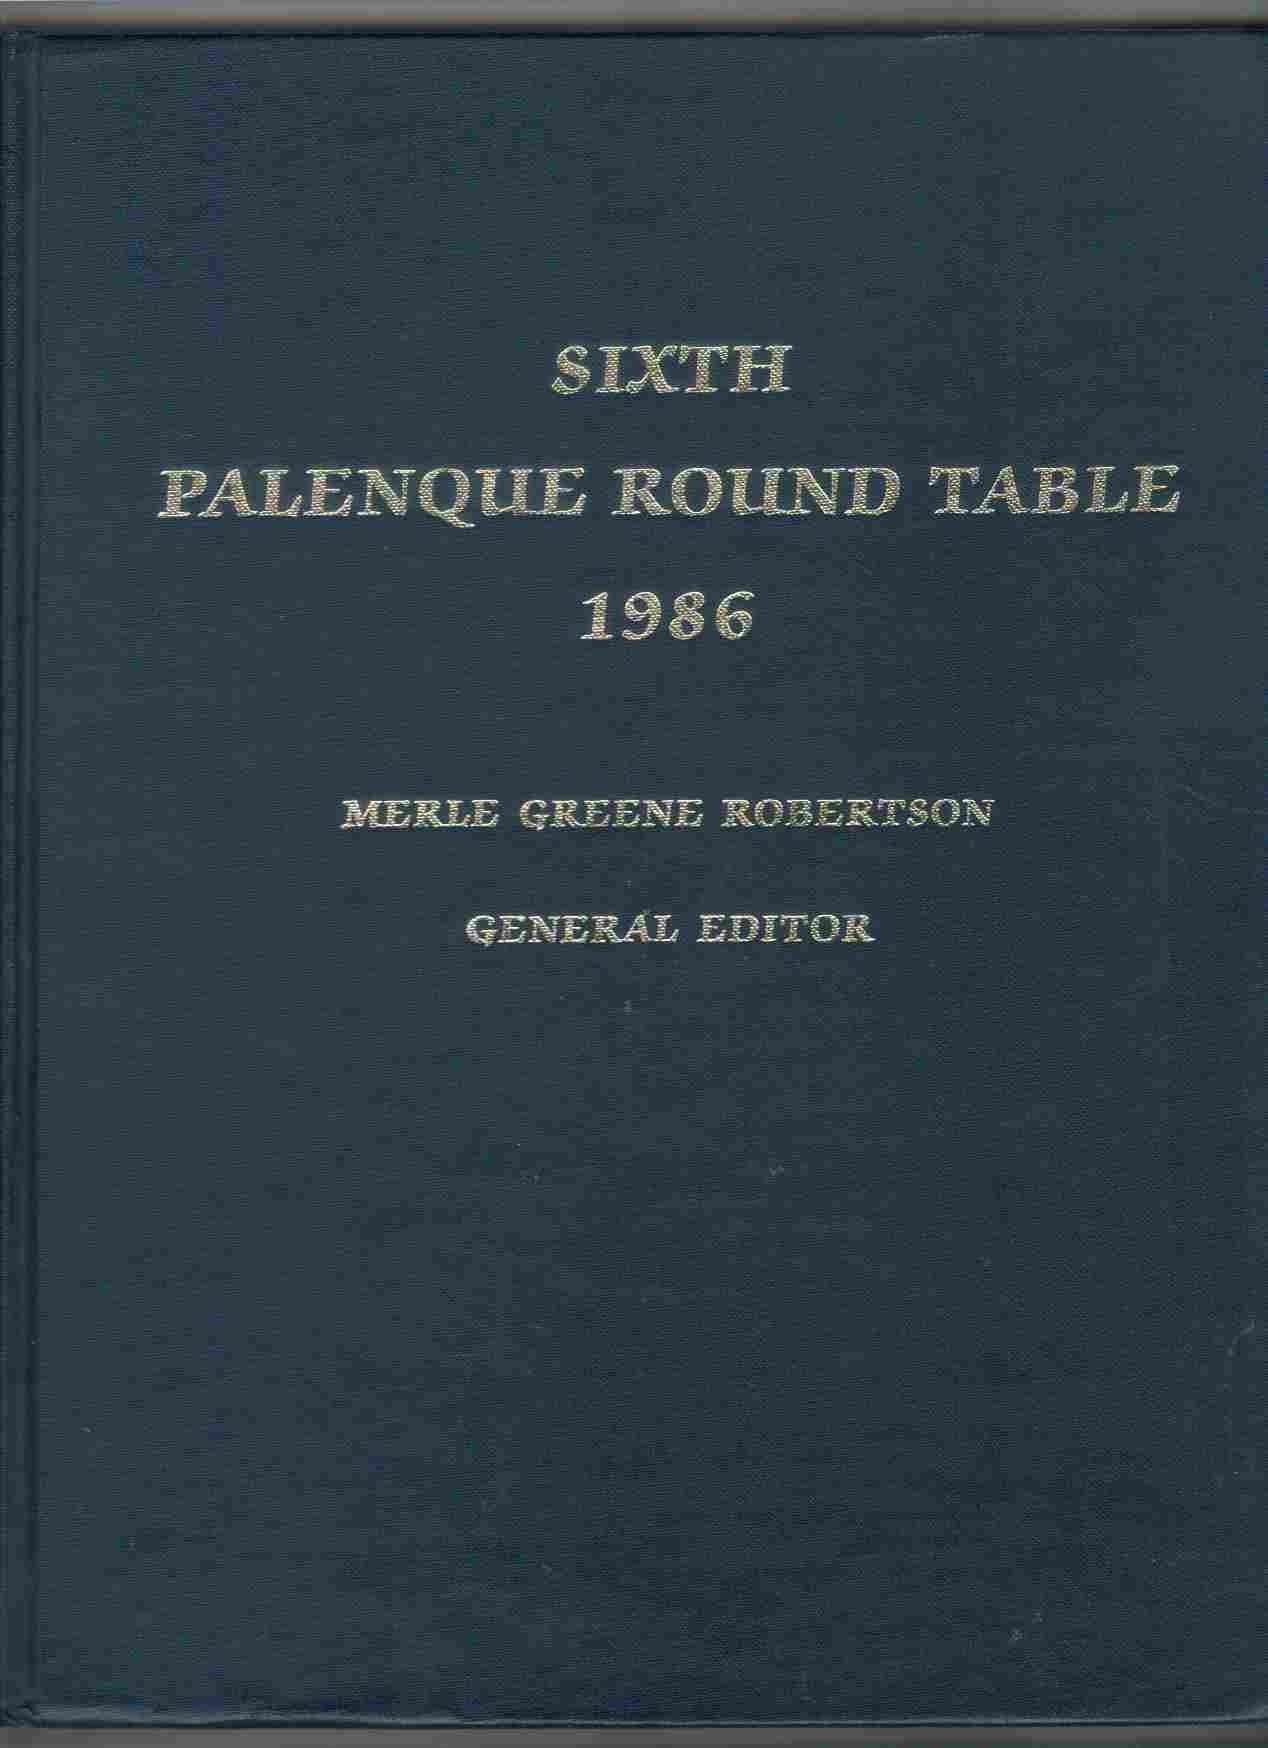 SIXTH
PALENQUE ROUND TABLE
1986
MERLE GREENE ROBERTSON
GENERAL EDITOR